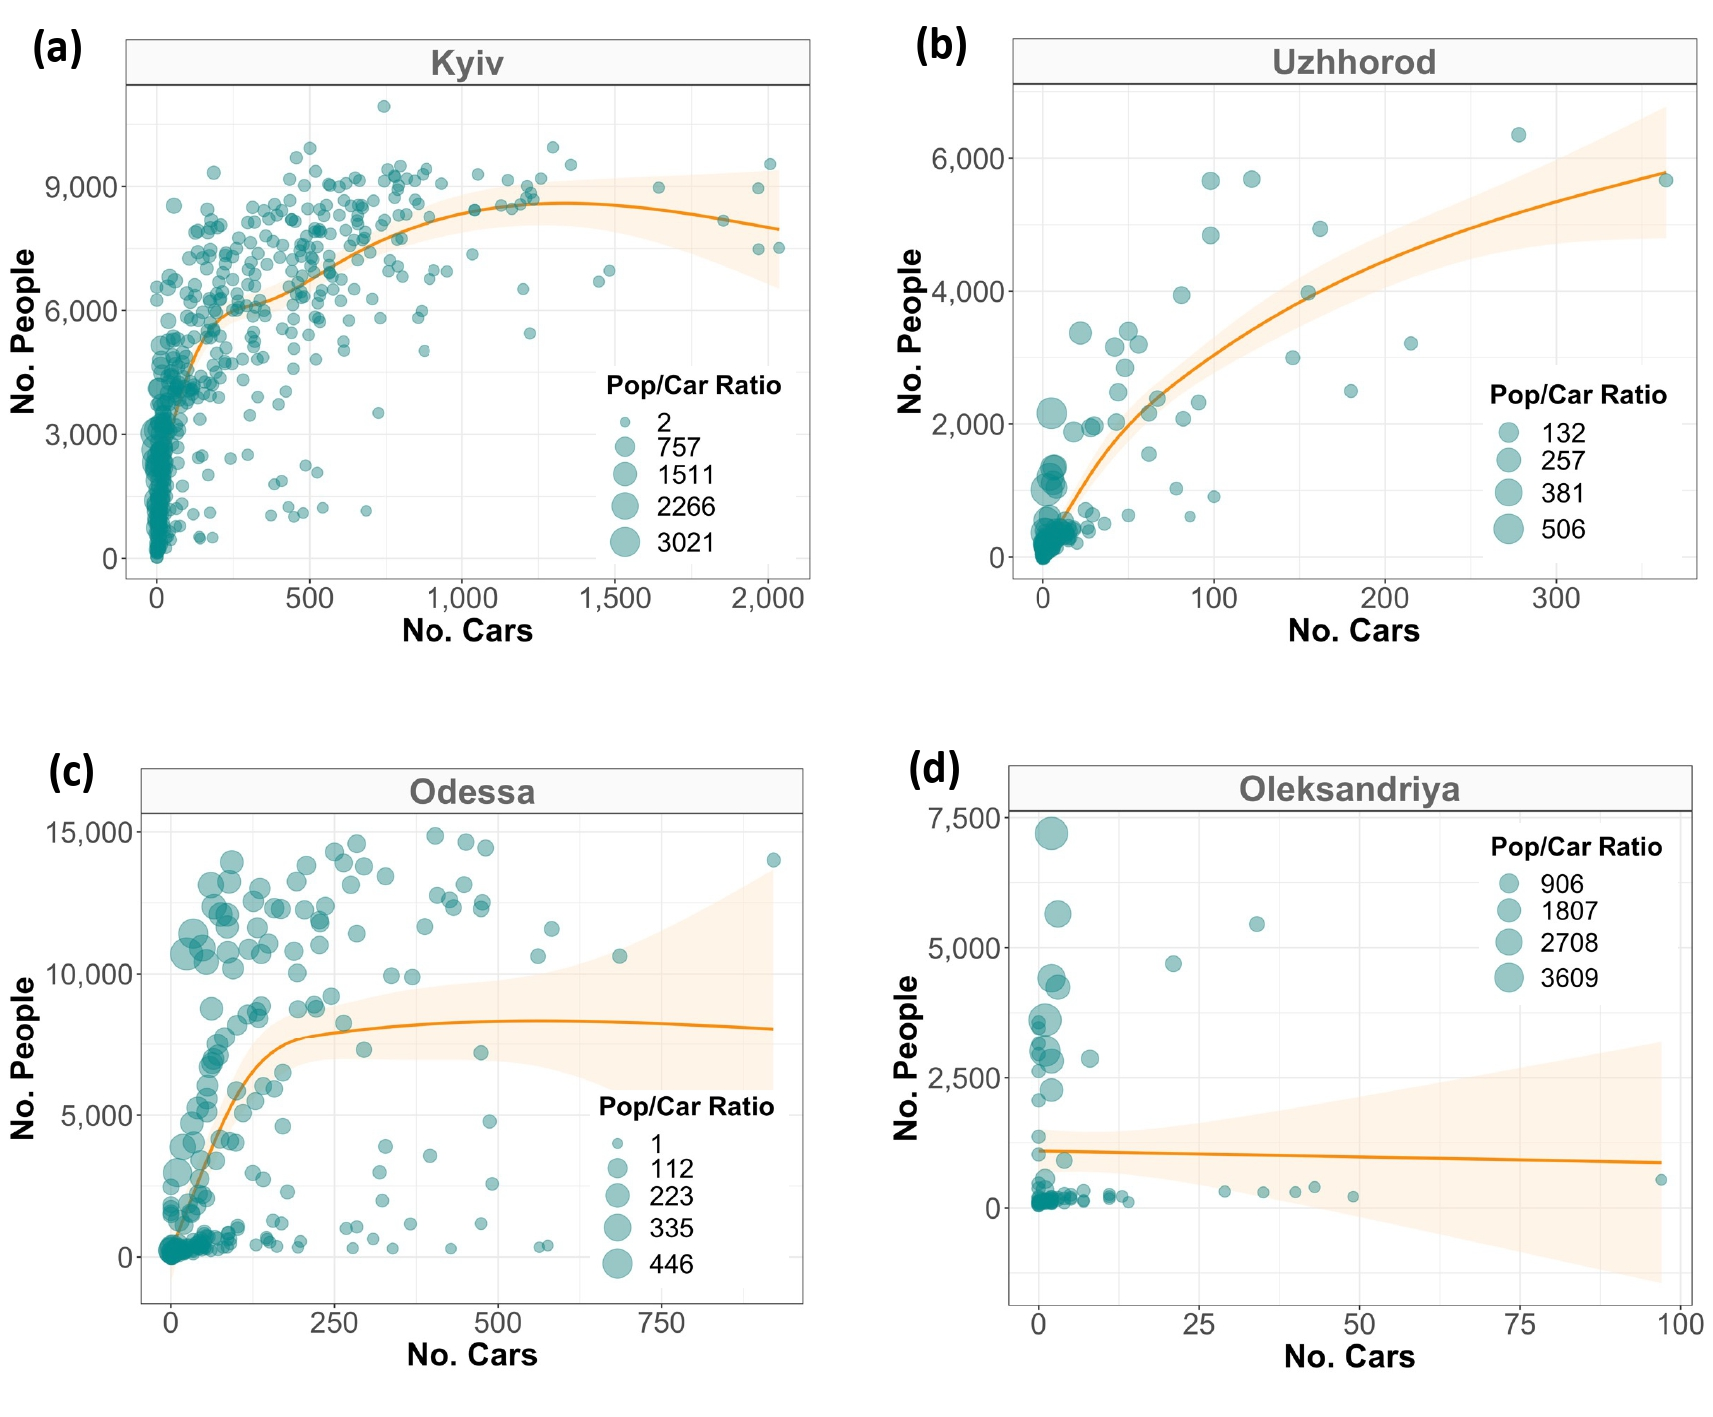 (a)
Kyiv
No. People
9,000
6,000
3,000
0
Pop/Car Ratio
2
757
1511
2266
3021
0 500 1,000 1,500 2,000
No. Cars
(b)
Uzhhorod
No. People
6,000
4,000
2,000
0
Pop/Car Ratio
132
257
381
506
0 100 200 300
No. Cars
(c)
Odessa
No. People
15,000
10,000
5,000
0
Pop/Car Ratio
1
112
223
335
446
0 250 500 750
No. Cars
(d)
Oleksandriya
No. People
7,500
5,000
2,500
0
Pop/Car Ratio
906
1807
2708
3609
0 25 50 75 100
No. Cars